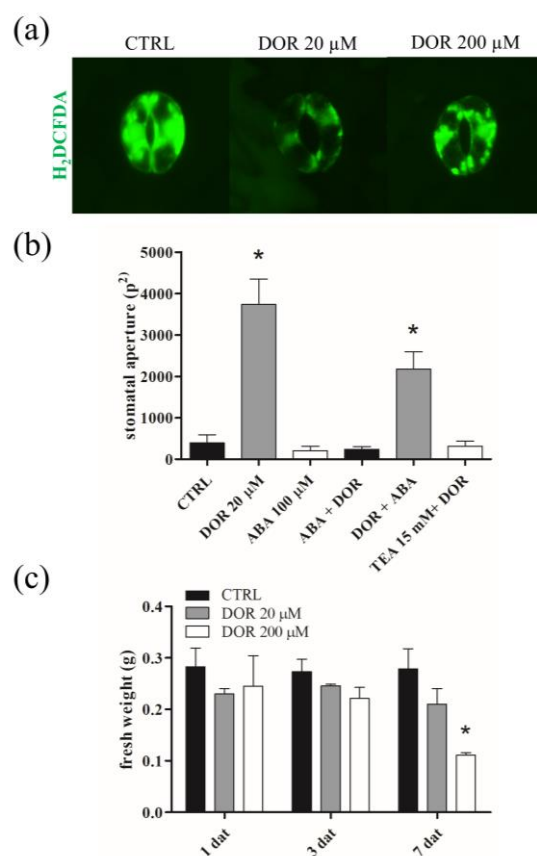 (a)
CTRL DOR 20 µM DOR 200 µM
H₂DCFDA
(b)
stomatal aperture (p²)
5000
4000
3000
2000
1000
0
*
*
CTRL
DOR 20 µM
ABA 100 µM
ABA + DOR
DOR + ABA
TEA 15 mM+ DOR
(c)
CTRL
DOR 20 µM
DOR 200 µM
fresh weight (g)
0.4
0.3
0.2
0.1
0.0
*
1 dat
3 dat
7 dat